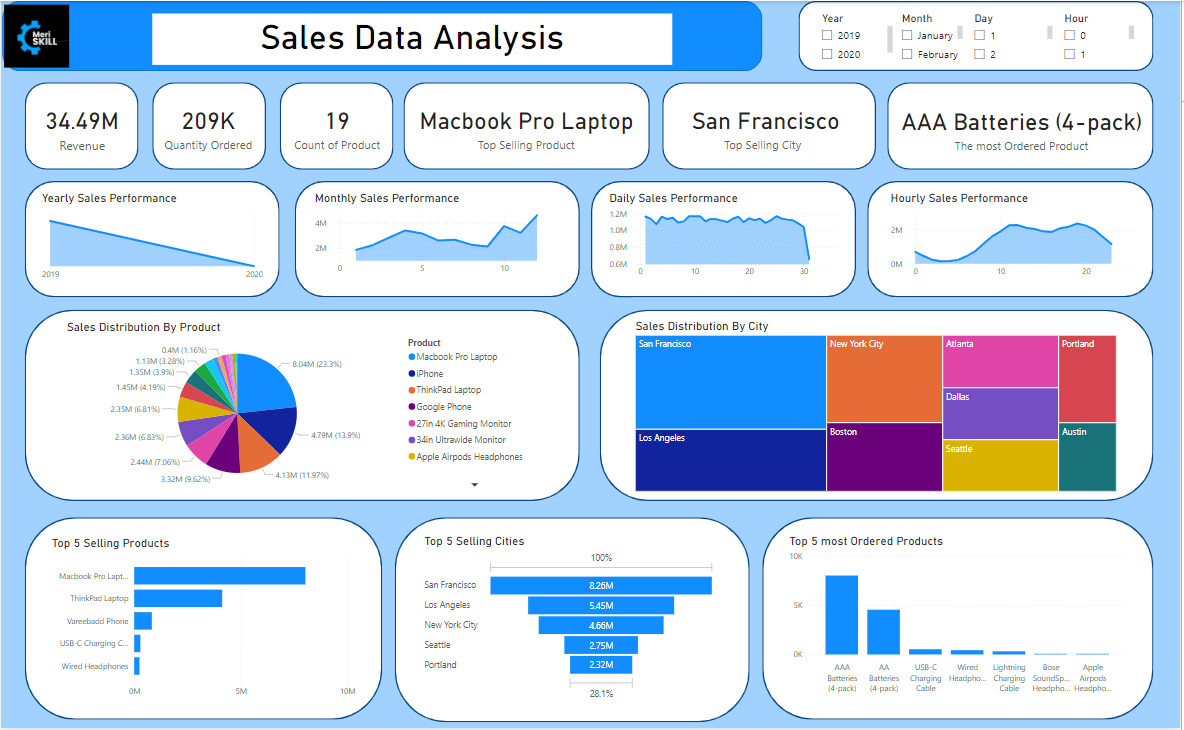 Meri
SKILL
Sales Data Analysis
Year
2019
2020
Month
January
February
Day
1
2
Hour
0
1
34.49M
Revenue
209K
Quantity Ordered
19
Count of Product
Macbook Pro Laptop
Top Selling Product
San Francisco
Top Selling City
AAA Batteries (4-pack)
The most Ordered Product
Yearly Sales Performance
2019
2020
Monthly Sales Performance
4M
2M
0
5
10
Daily Sales Performance
1.2M
1.0M
0.8M
0.6M
0
10
20
30
Hourly Sales Performance
2M
0M
0
10
20
Sales Distribution By Product
0.4M (1.16%)
1.13M (3.28%)
1.35M (3.9%)
1.45M (4.19%)
2.35M (6.81%)
2.36M (6.83%)
2.44M (7.06%)
3.32M (9.62%)
8.04M (23.3%)
4.79M (13.9%)
4.13M (11.97%)
Product
Macbook Pro Laptop
iPhone
ThinkPad Laptop
Google Phone
27in 4K Gaming Monitor
34in Ultrawide Monitor
Apple Airpods Headphones
Sales Distribution By City
San Francisco
Los Angeles
New York City
Boston
Atlanta
Dallas
Seattle
Portland
Austin
Top 5 Selling Products
Macbook Pro Lapt...
ThinkPad Laptop
Vareebadd Phone
USB-C Charging C...
Wired Headphones
0M
5M
10M
Top 5 Selling Cities
100%
San Francisco
8.26M
Los Angeles
5.45M
New York City
4.66M
Seattle
2.75M
Portland
2.32M
28.1%
Top 5 most Ordered Products
10K
5K
0K
AAA
Batteries
(4-pack)
AA
Batteries
(4-pack)
USB-C
Charging
Cable
Wired
Headpho...
Lightning
Charging
Cable
Bose
SoundSp...
Headpho...
Apple
Airpods
Headpho...